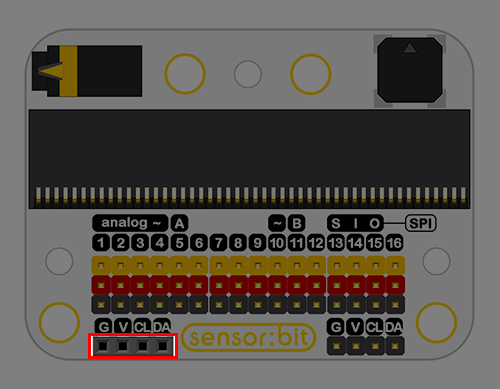 analog ~ A ~ B S I O SPI
1 2 3 4 5 6 7 8 9 10 11 12 13 14 15 16
G V CL DA sensor:bit G V CL DA